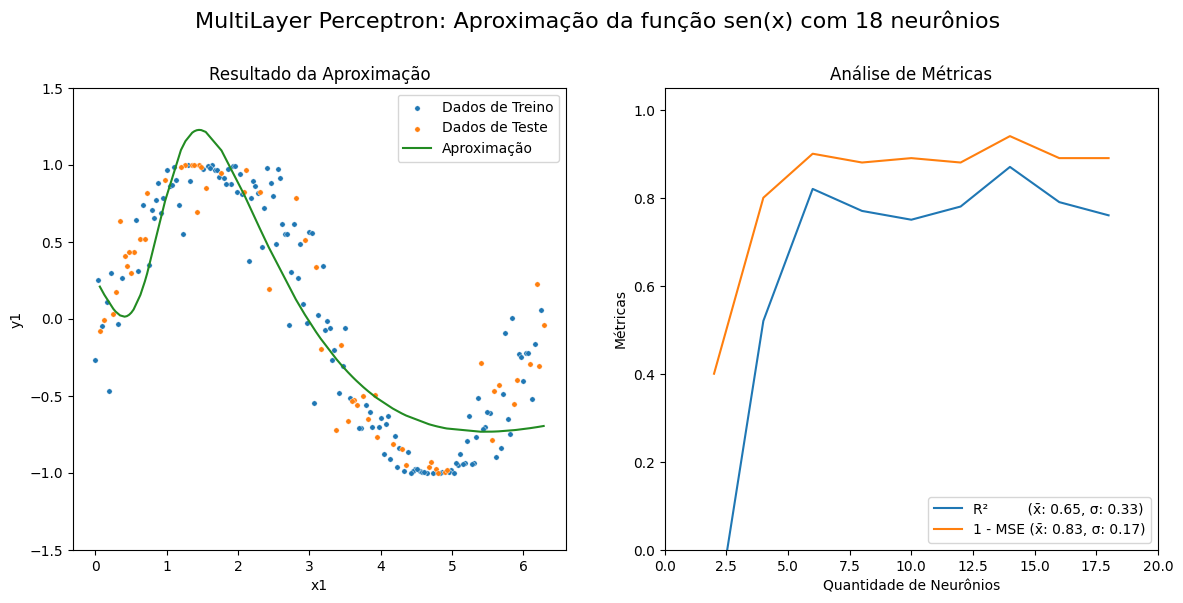 MultiLayer Perceptron: Aproximação da função sen(x) com 18 neurônios
Resultado da Aproximação
1.5
1.0
0.5
0.0
−0.5
−1.0
−1.5
y1
Dados de Treino
Dados de Teste
Aproximação
0 1 2 3 4 5 6
x1
Análise de Métricas
1.0
0.8
0.6
0.4
0.2
0.0
Métricas
R² (x̄: 0.65, σ: 0.33)
1 - MSE (x̄: 0.83, σ: 0.17)
0.0 2.5 5.0 7.5 10.0 12.5 15.0 17.5 20.0
Quantidade de Neurônios